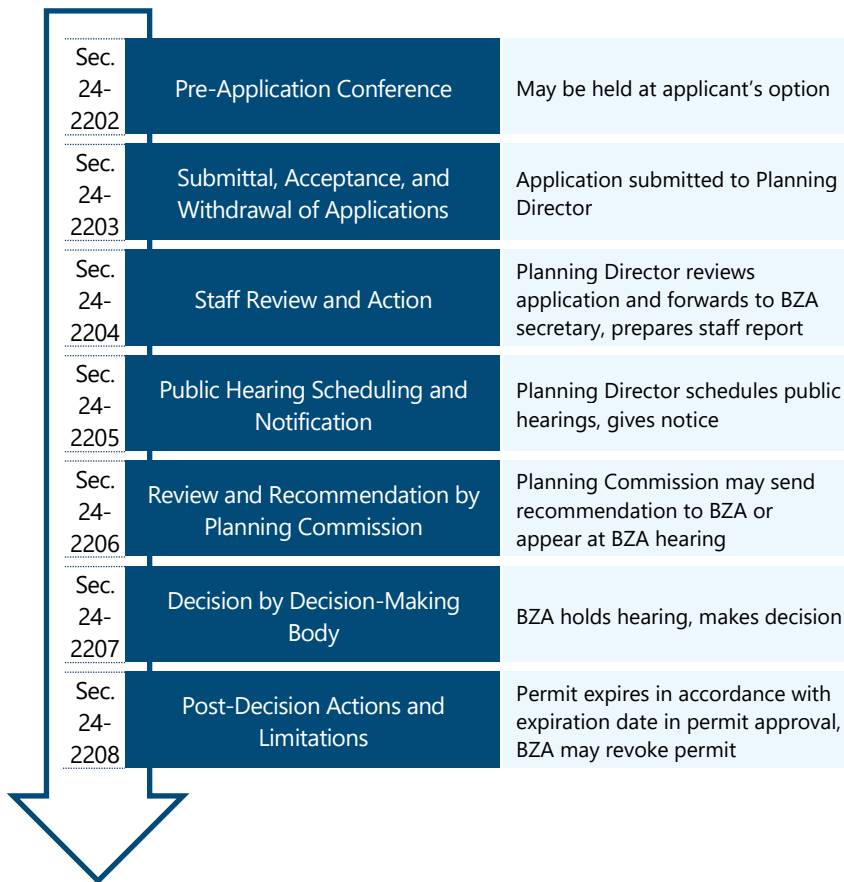 Sec.
24-
2202
Pre-Application Conference
May be held at applicant’s option
Sec.
24-
2203
Submittal, Acceptance, and
Withdrawal of Applications
Application submitted to Planning
Director
Sec.
24-
2204
Staff Review and Action
Planning Director reviews
application and forwards to BZA
secretary, prepares staff report
Sec.
24-
2205
Public Hearing Scheduling and
Notification
Planning Director schedules public
hearings, gives notice
Sec.
24-
2206
Review and Recommendation by
Planning Commission
Planning Commission may send
recommendation to BZA or
appear at BZA hearing
Sec.
24-
2207
Decision by Decision-Making
Body
BZA holds hearing, makes decision
Sec.
24-
2208
Post-Decision Actions and
Limitations
Permit expires in accordance with
expiration date in permit approval,
BZA may revoke permit